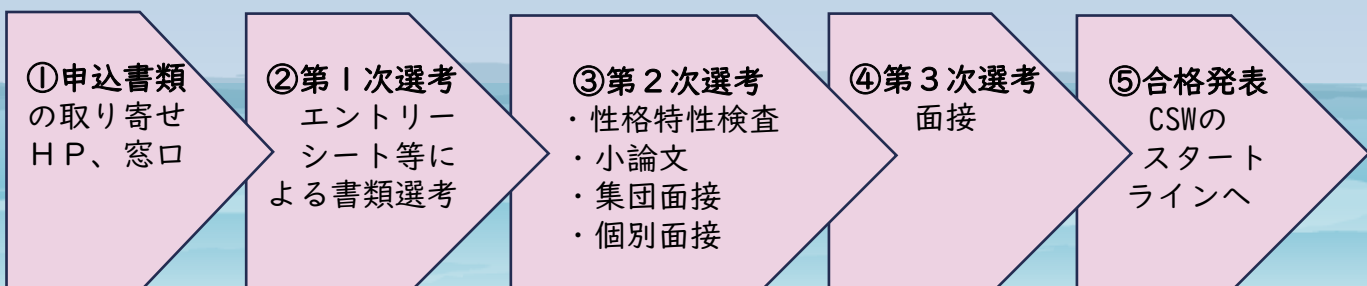 ①申込書類
の取り寄せ
ＨＰ、窓口
②第１次選考
エントリー
シート等に
よる書類選考
③第２次選考
・性格特性検査
・小論文
・集団面接
・個別面接
④第３次選考
面接
⑤合格発表
CSWの
スタート
ラインへ